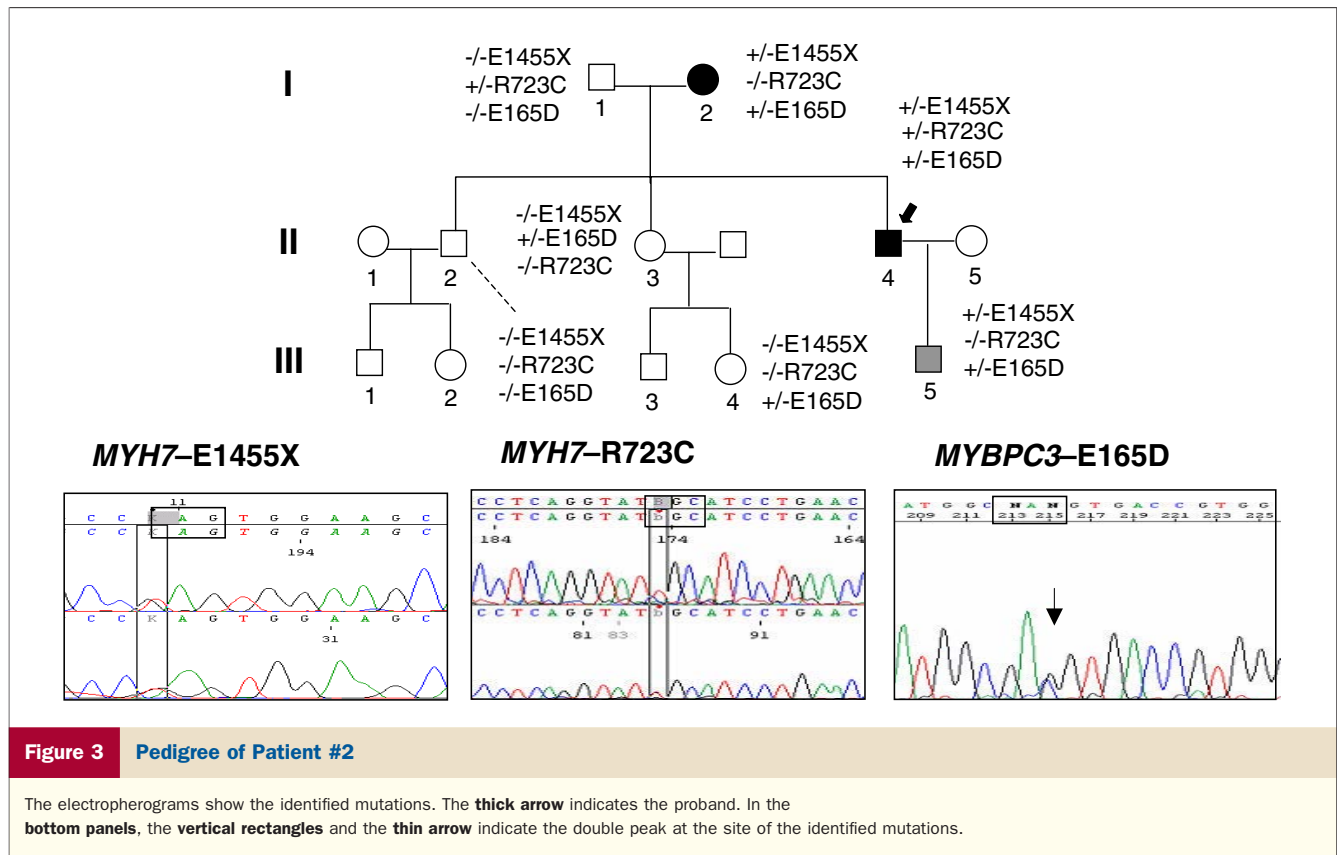 I
-/-E1455X
+/-R723C
-/-E165D
1
2
+/-E1455X
-/-R723C
+/-E165D
+/-E1455X
+/-R723C
+/-E165D
II
1
2
-/-E1455X
+/-E165D
-/-R723C
3
4
5
III
1
2
-/-E1455X
-/-R723C
-/-E165D
3
4
-/-E1455X
-/-R723C
+/-E165D
5
+/-E1455X
-/-R723C
+/-E165D
MYH7–E1455X
11
C C K A G T G G A A G C
C C K A G T G G A A G C
194
C C K A G T G G A A G C
31
MYH7–R723C
C C T C A G G T A T B G C A T C C T G A A C
C C T C A G G T A T b G C A T C C T G A A C
184 174 164
C C T C A G G T A T b G C A T C C T G A A C
81 83 91
MYBPC3–E165D
A T G G C N A N G T G A C C G T G G
209 211 213 215 217 219 221 223 225
Figure 3 Pedigree of Patient #2
The electropherograms show the identified mutations. The thick arrow indicates the proband. In the
bottom panels, the vertical rectangles and the thin arrow indicate the double peak at the site of the identified mutations.